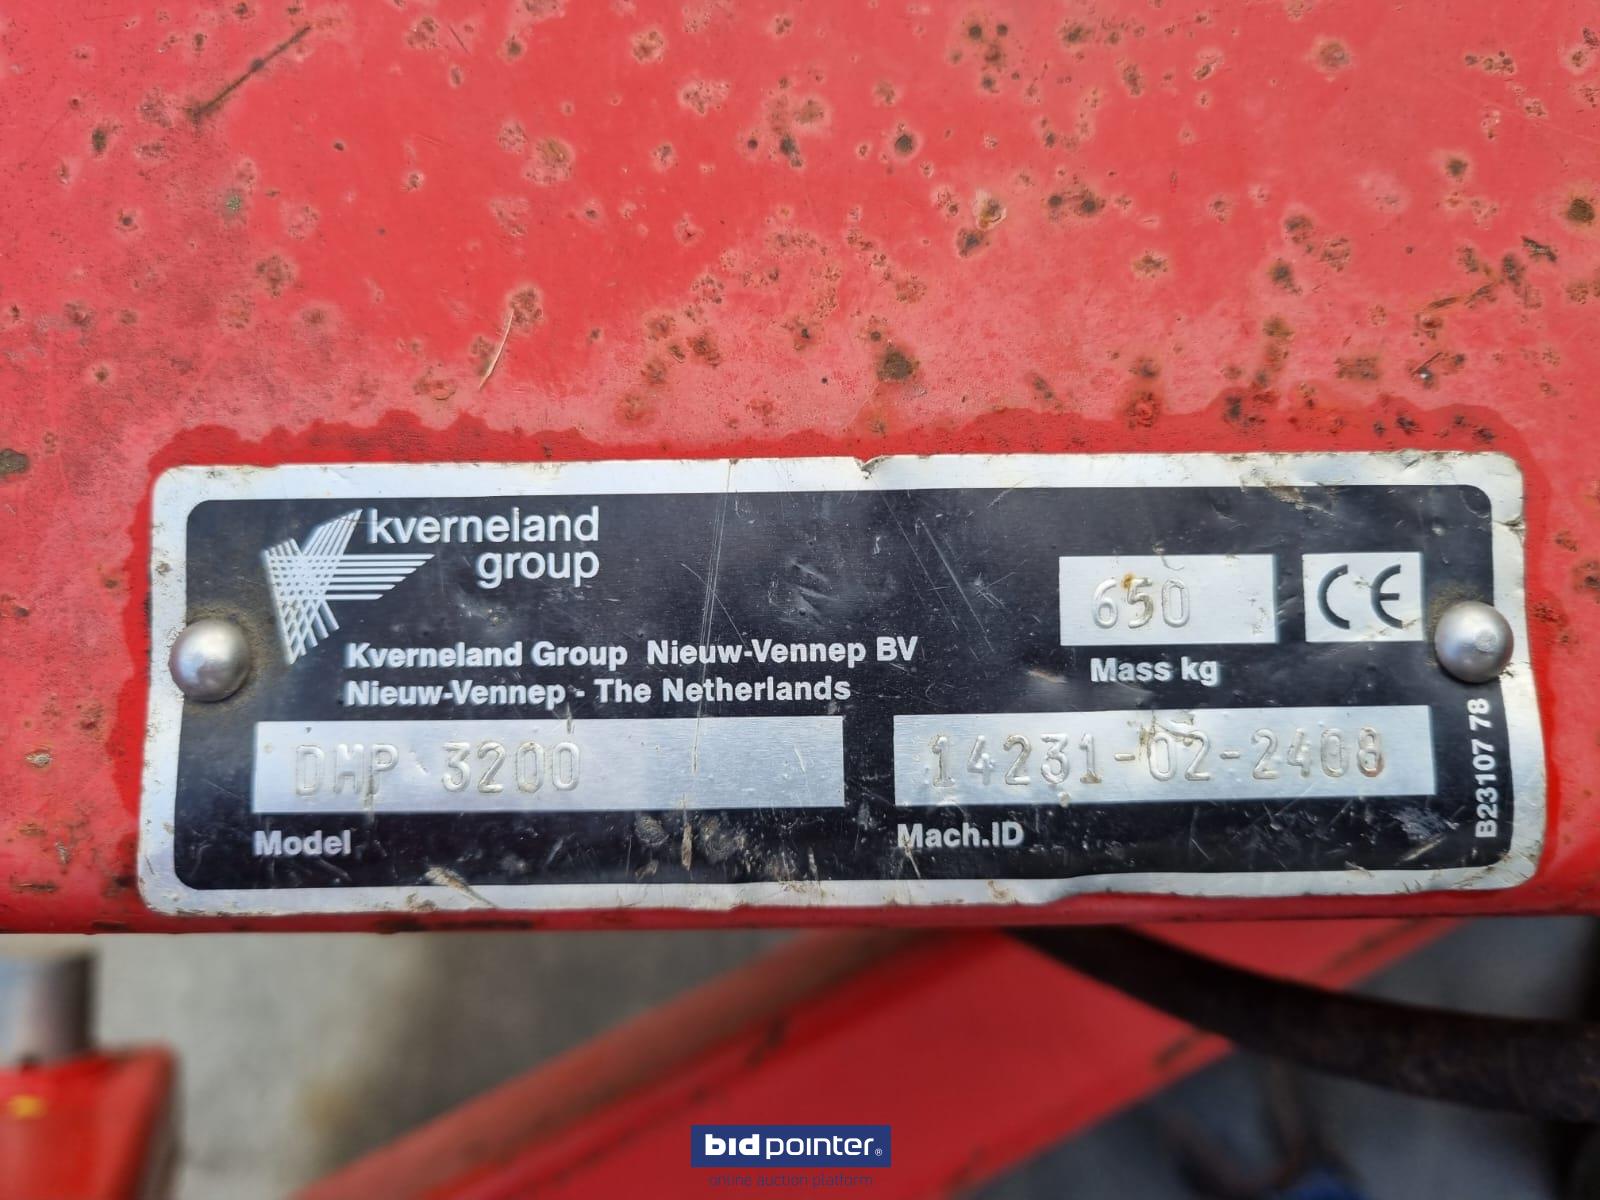 kverneland
group
Kverneland Group Nieuw-Vennep BV
Nieuw-Vennep - The Netherlands
650
CE
Mass kg
DMP 3200
Model
14231-02-2408
Mach.ID
B23107 78
bidpointer®
online auction platform